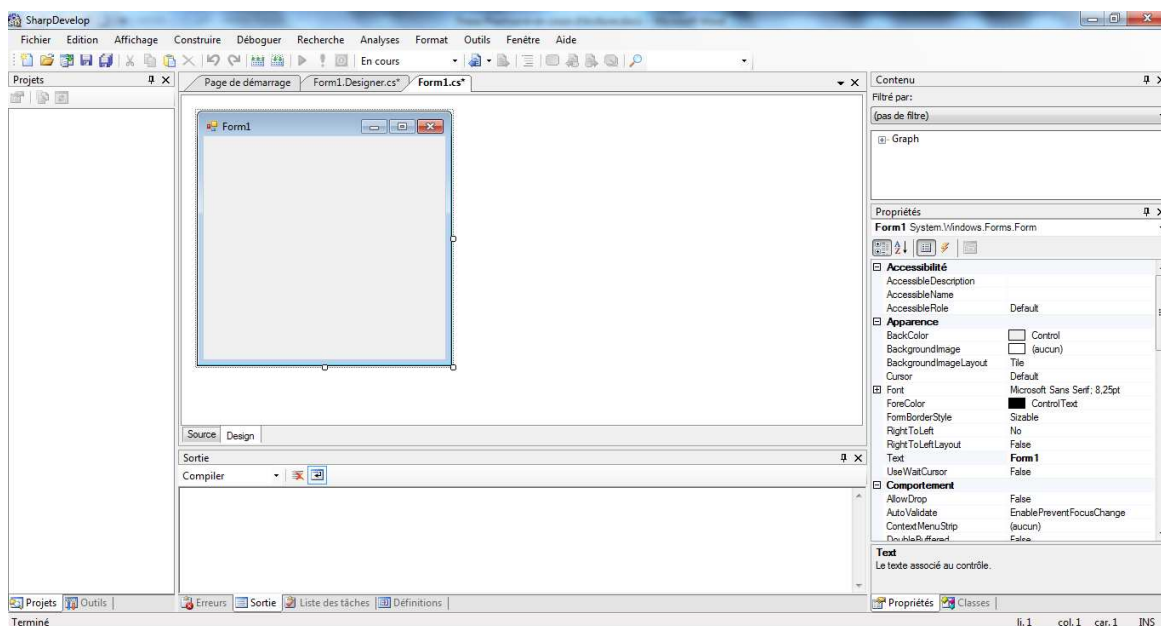 SharpDevelop
Fichier Edition Affichage Construire Déboguer Recherche Analyses Format Outils Fenêtre Aide
En cours
Projets
Page de démarrage Form1.Designer.cs* Form1.cs*
Form1
Source Design
Sortie
Compiler
Erreurs Sortie Liste des tâches Définitions
Projets Outils
Contenu
Filtré par:
(pas de filtre)
Graph
Propriétés
Form1 System.Windows.Forms.Form
Accessibilité
AccessibleDescription
AccessibleName
AccessibleRole Default
Apparence
BackColor Control
BackgroundImage (aucun)
BackgroundImageLayout Tile
Cursor Default
Font Microsoft Sans Serif; 8,25pt
ForeColor ControlText
FormBorderStyle Sizable
RightToLeft No
RightToLeftLayout False
Text Form1
UseWaitCursor False
Comportement
AllowDrop False
AutoValidate EnablePreventFocusChange
ContextMenuStrip (aucun)
DoubleBuffered False
Text
Le texte associé au contrôle.
Propriétés Classes
Terminé li. 1 col. 1 car. 1 INS